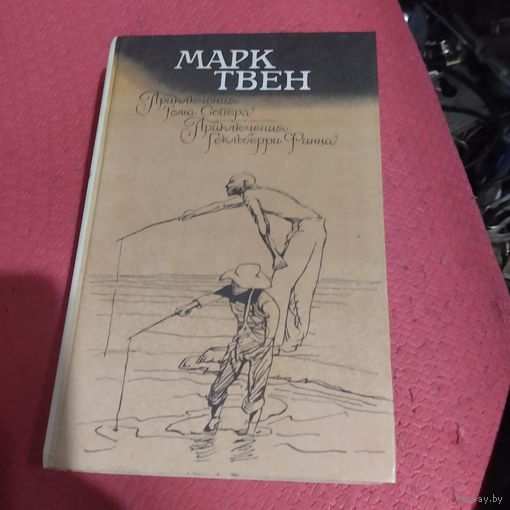 МАРК
ТВЕН
Приключения
Тома Сойера
Приключения
Гекльберри Финна